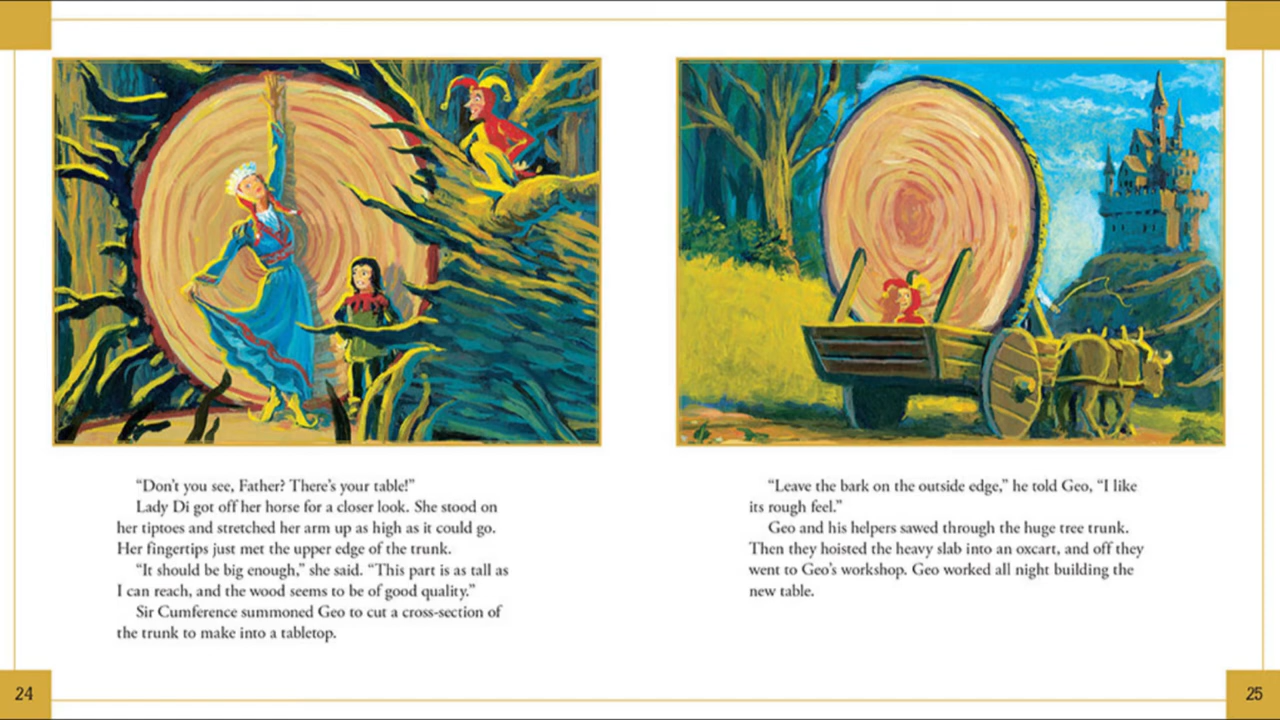 “Don’t you see, Father? There’s your table!”
Lady Di got off her horse for a closer look. She stood on
her tiptoes and stretched her arm up as high as it could go.
Her fingertips just met the upper edge of the trunk.
“It should be big enough,” she said. “This part is as tall as
I can reach, and the wood seems to be of good quality.”
Sir Cumference summoned Geo to cut a cross-section of
the trunk to make into a tabletop.
24
“Leave the bark on the outside edge,” he told Geo, “I like
its rough feel.”
Geo and his helpers sawed through the huge tree trunk.
Then they hoisted the heavy slab into an oxcart, and off they
went to Geo’s workshop. Geo worked all night building the
new table.
25